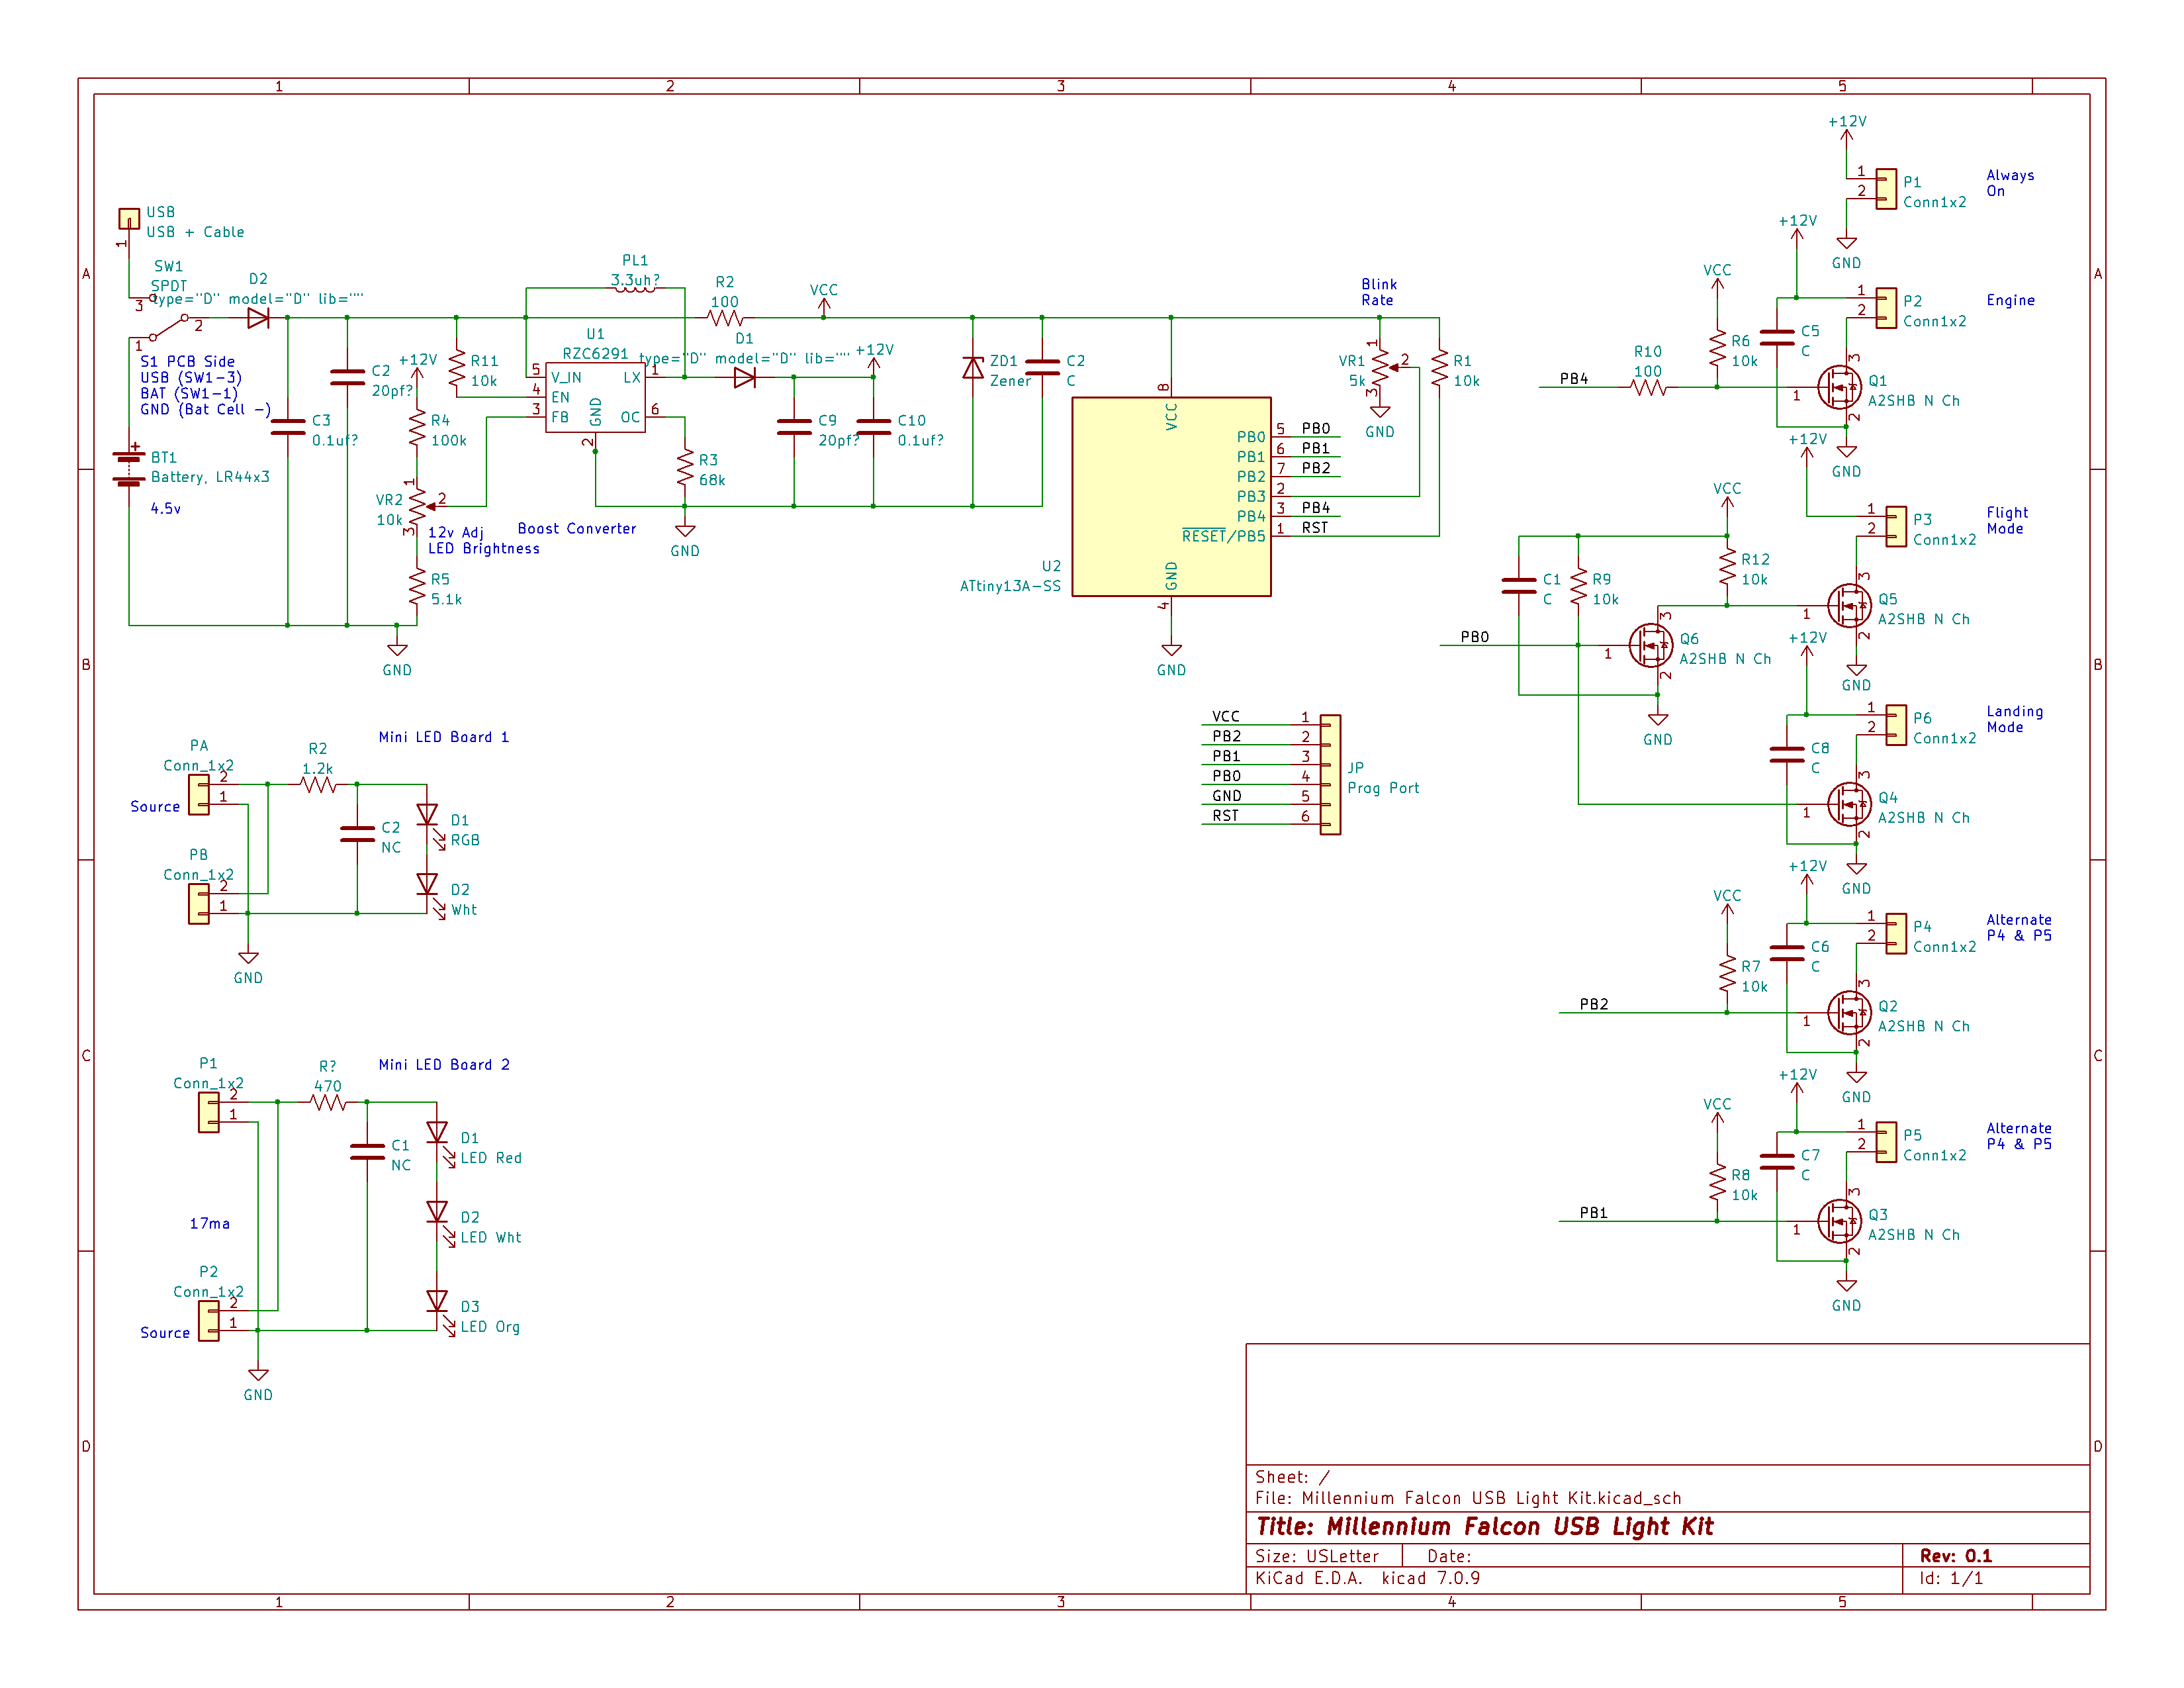 1 2 3 4 5
A
B
C
D
A
B
C
D
1 2 3 4 5
USB
USB + Cable
1
SW1
SPDT
type="D" model="D" lib=""
3
2
1
D2
S1 PCB Side
USB (SW1-3)
BAT (SW1-1)
GND (Bat Cell -)
+
BT1
Battery, LR44x3
4.5v
C3
0.1uf?
C2
20pf?
+12V
R4
100k
VR2
10k
1
2
3
12v Adj
LED Brightness
R5
5.1k
GND
R11
10k
Boost Converter
PL1
3.3uh?
U1
RZC6291
5 V_IN
4 EN
3 FB
GND
2
LX 1
OC 6
R2
100
D1
type="D" model="D" lib=""
VCC
+12V
C9
20pf?
C10
0.1uf?
R3
68k
GND
ZD1
Zener
C2
C
U2
ATtiny13A-SS
8
VCC
PB0 5 PB0
PB1 6 PB1
PB2 7 PB2
PB3 2
PB4 3 PB4
RESET/PB5 1 RST
GND
4
GND
Blink
Rate
VR1
5k
1
2
3
GND
R1
10k
VCC 1
PB2 2
PB1 3
PB0 4
GND 5
RST 6
JP
Prog Port
+12V
1
2
P1
Conn1x2
Always
On
GND
+12V
1
2
P2
Conn1x2
Engine
VCC
R6
10k
C5
C
R10
100
PB4
1
3
2
Q1
A2SHB N Ch
GND
+12V
1
2
P3
Conn1x2
Flight
Mode
VCC
R12
10k
C1
C
R9
10k
PB0
1
3
2
Q6
A2SHB N Ch
GND
1
3
2
Q5
A2SHB N Ch
GND
+12V
1
2
P6
Conn1x2
Landing
Mode
C8
C
1
3
2
Q4
A2SHB N Ch
GND
+12V
1
2
P4
Conn1x2
Alternate
P4 & P5
VCC
R7
10k
C6
C
PB2
1
3
2
Q2
A2SHB N Ch
GND
+12V
1
2
P5
Conn1x2
Alternate
P4 & P5
VCC
R8
10k
C7
C
PB1
1
3
2
Q3
A2SHB N Ch
GND
Mini LED Board 1
PA
Conn_1x2
2
1
Source
R2
1.2k
C2
NC
D1
RGB
D2
Wht
PB
Conn_1x2
2
1
GND
Mini LED Board 2
P1
Conn_1x2
2
1
R?
470
C1
NC
D1
LED Red
D2
LED Wht
D3
LED Org
17ma
P2
Conn_1x2
2
1
Source
GND
Sheet: /
File: Millennium Falcon USB Light Kit.kicad_sch
Title: Millennium Falcon USB Light Kit
Size: USLetter Date: Rev: 0.1
KiCad E.D.A. kicad 7.0.9 Id: 1/1